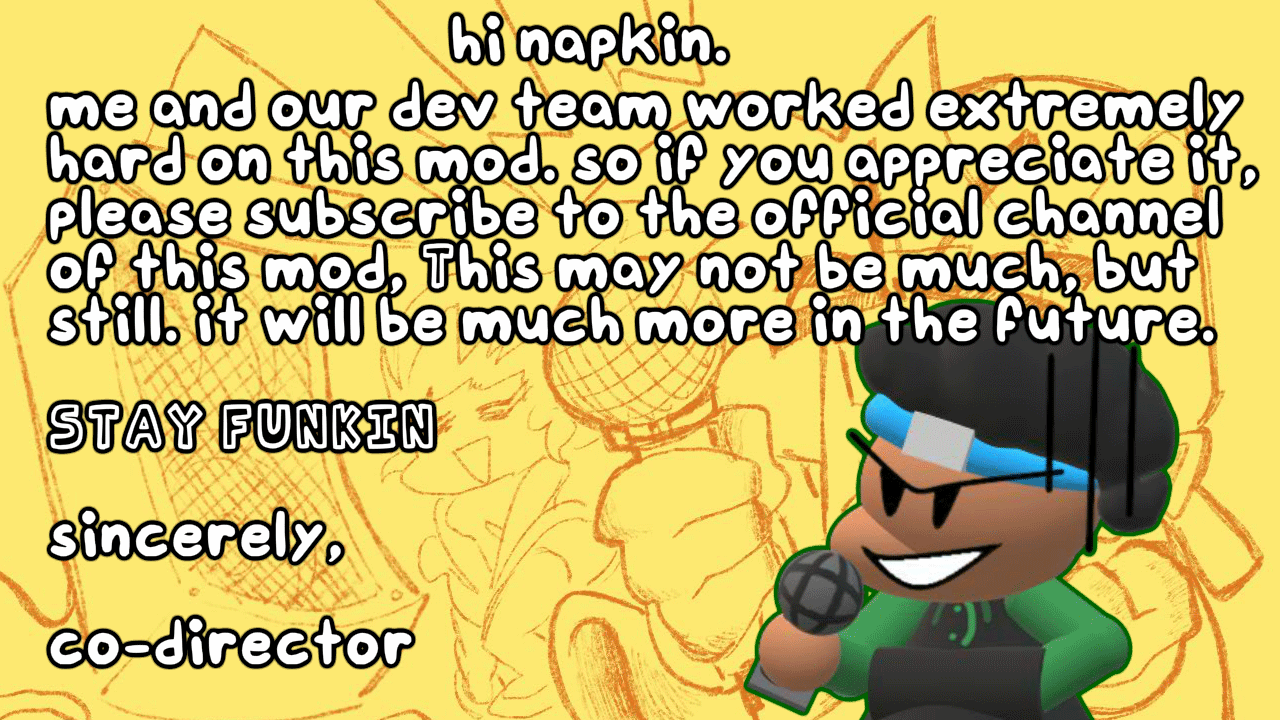 hi napkin.
me and our dev team worked extremely
hard on this mod. so if you appreciate it,
please subscribe to the official channel
of this mod, This may not be much, but
still. it will be much more in the future.
STAY FUNKIN
sincerely,
co-director